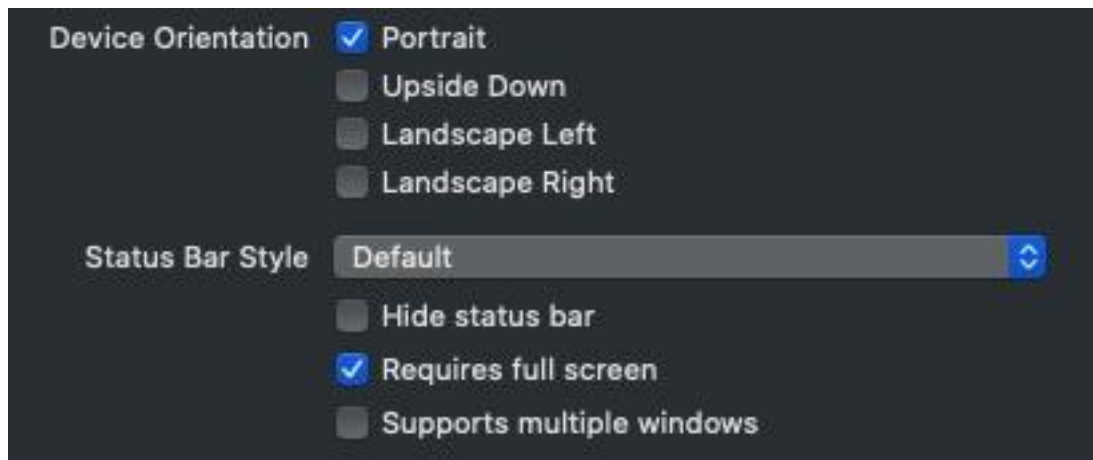 Device Orientation Portrait
Upside Down
Landscape Left
Landscape Right
Status Bar Style Default
Hide status bar
Requires full screen
Supports multiple windows